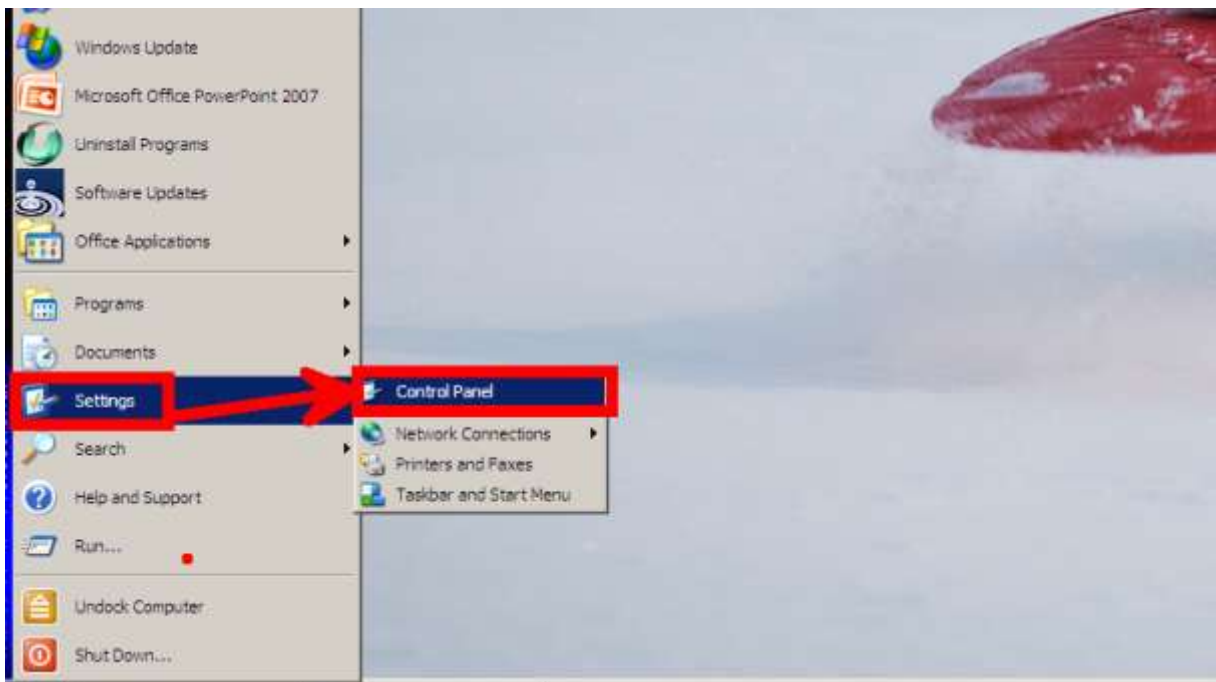 Windows Update
Microsoft Office PowerPoint 2007
Uninstall Programs
Software Updates
Office Applications
Programs
Documents
Settings
Control Panel
Search
Network Connections
Printers and Faxes
Help and Support
Taskbar and Start Menu
Run...
Undock Computer
Shut Down...